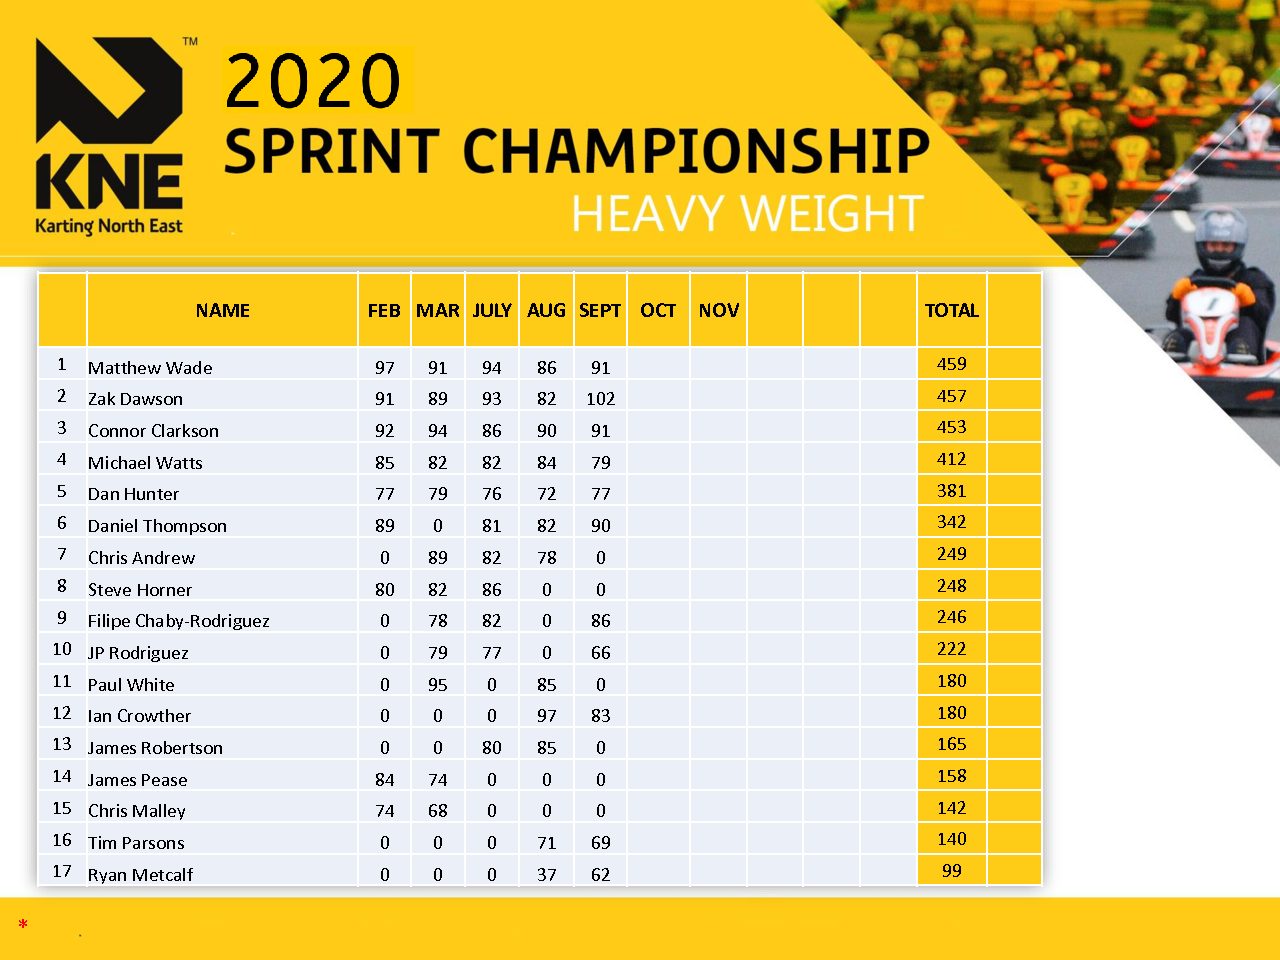 TM
KNE
Karting North East
2020
SPRINT CHAMPIONSHIP
HEAVY WEIGHT
NAME FEB MAR JULY AUG SEPT OCT NOV TOTAL
1 Matthew Wade 97 91 94 86 91 459
2 Zak Dawson 91 89 93 82 102 457
3 Connor Clarkson 92 94 86 90 91 453
4 Michael Watts 85 82 82 84 79 412
5 Dan Hunter 77 79 76 72 77 381
6 Daniel Thompson 89 0 81 82 90 342
7 Chris Andrew 0 89 82 78 0 249
8 Steve Horner 80 82 86 0 0 248
9 Filipe Chaby-Rodriguez 0 78 82 0 86 246
10 JP Rodriguez 0 79 77 0 66 222
11 Paul White 0 95 0 85 0 180
12 Ian Crowther 0 0 0 97 83 180
13 James Robertson 0 0 80 85 0 165
14 James Pease 84 74 0 0 0 158
15 Chris Malley 74 68 0 0 0 142
16 Tim Parsons 0 0 0 71 69 140
17 Ryan Metcalf 0 0 0 37 62 99
* .